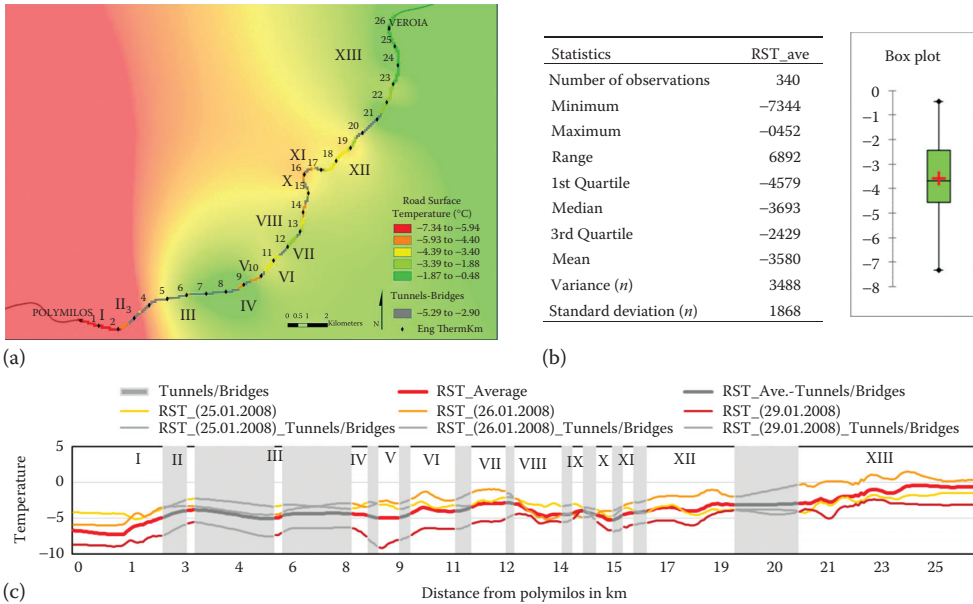 26 VEROIA
25
XIII
24
23
22
21
20
19
XI
18
17
16
XII
X
15
14
VIII
13
12
VII
11
V 10
VI
9
8
7
IV
6
5
III
4
II
3
POLYMILOS
1
I
2
Road Surface
Temperature (°C)
−7.34 to −5.94
−5.93 to −4.40
−4.39 to −3.40
−3.39 to −1.88
−1.87 to −0.48
Tunnels-Bridges
−5.29 to −2.90
Eng ThermKm
0 0.5 1 2
Kilometers
N
(a)
Statistics RST_ave
Number of observations 340
Minimum −7344
Maximum −0452
Range 6892
1st Quartile −4579
Median −3693
3rd Quartile −2429
Mean −3580
Variance (n) 3488
Standard deviation (n) 1868
Box plot
0
−1
−2
−3
−4
−5
−6
−7
−8
(b)
Tunnels/Bridges RST_Average RST_Ave.-Tunnels/Bridges
RST_(25.01.2008) RST_(26.01.2008) RST_(29.01.2008)
RST_(25.01.2008)_Tunnels/Bridges RST_(26.01.2008)_Tunnels/Bridges RST_(29.01.2008)_Tunnels/Bridges
Temperature
5
0
−5
−10
I II III IV V VI VII VIII IX X XI XII XIII
0 1 2 3 4 6 8 9 11 12 14 15 17 19 20 21 23 25
Distance from polymilos in km
(c)